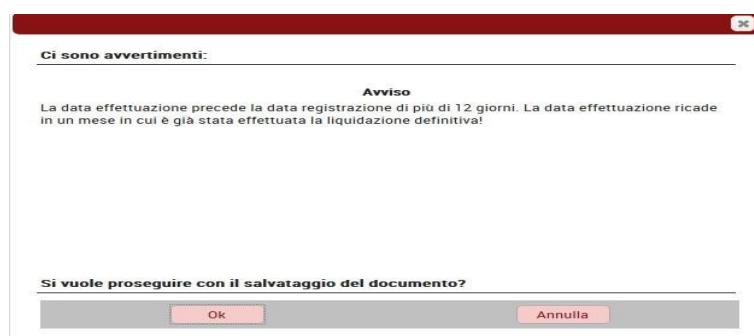 Ci sono avvertimenti:
Avviso
La data effettuazione precede la data registrazione di più di 12 giorni. La data effettuazione ricade
in un mese in cui è già stata effettuata la liquidazione definitiva!
Si vuole proseguire con il salvataggio del documento?
Ok
Annulla